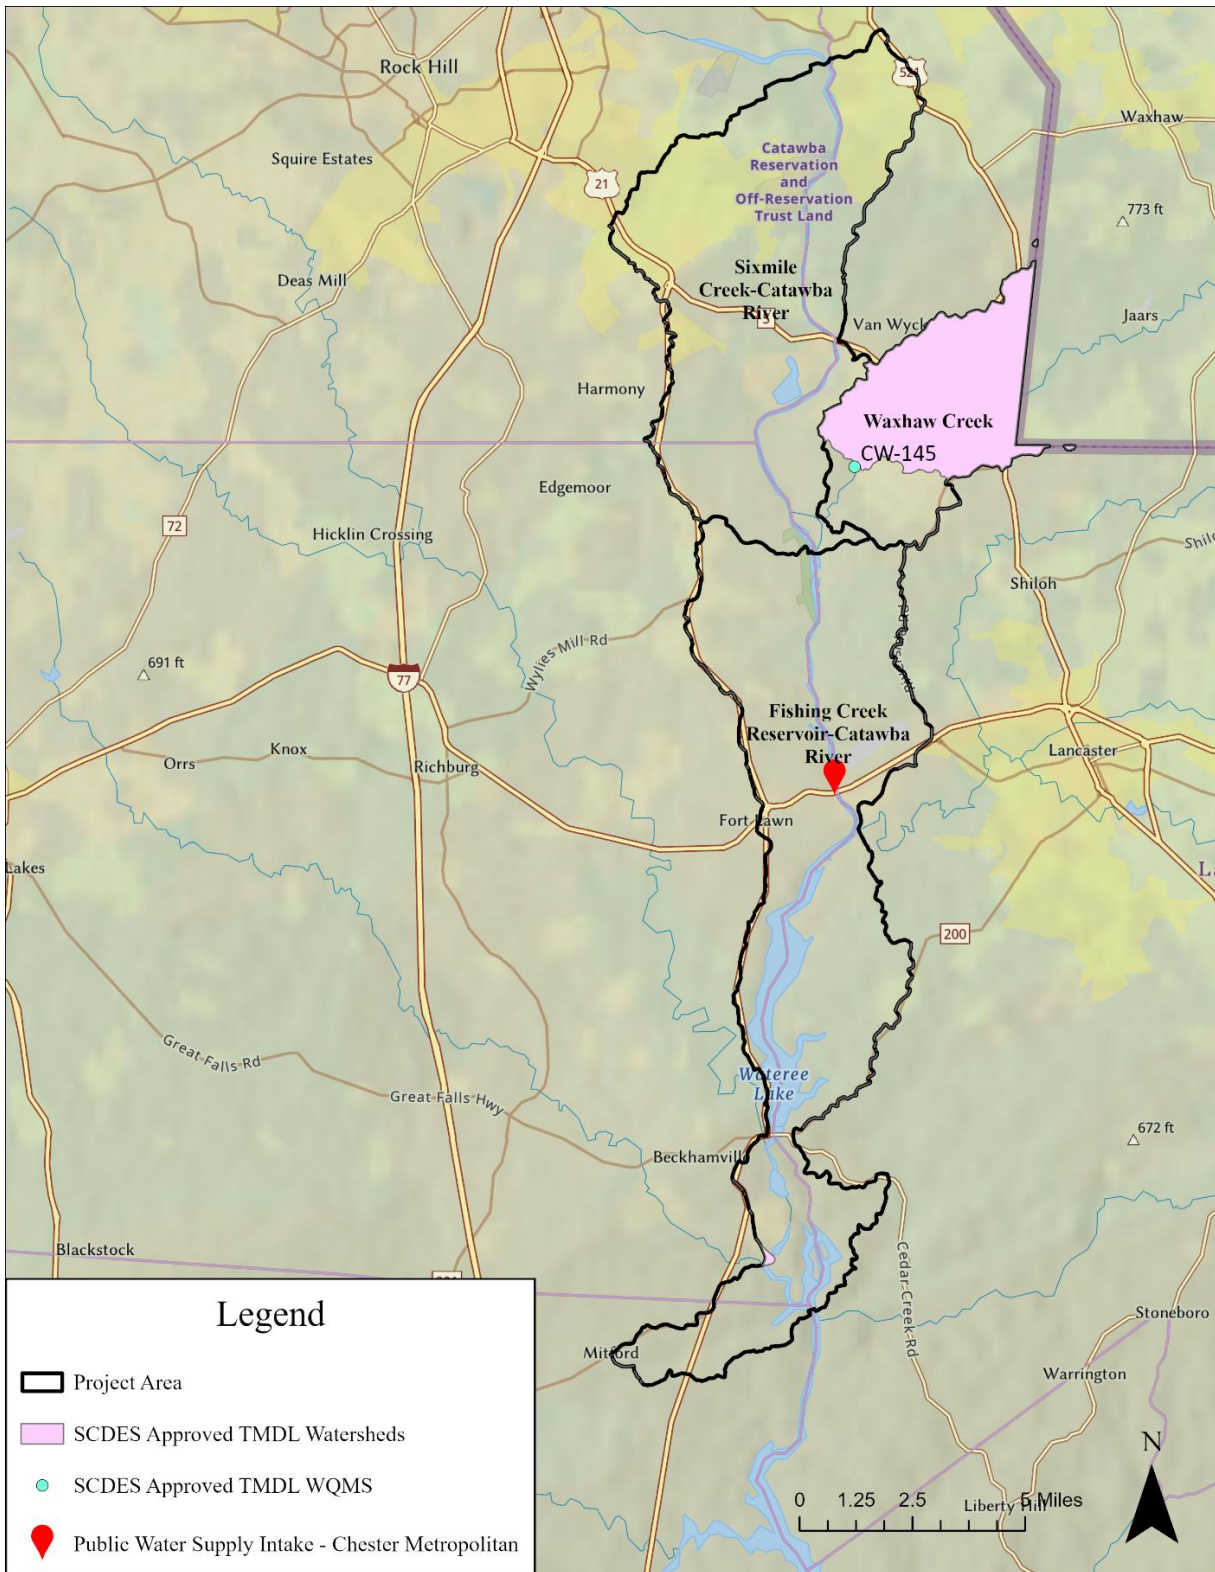 Rock Hill
521
Waxhaw
Squire Estates
Catawba
Reservation
and
Off-Reservation
Trust Land
21
773 ft
Deas Mill
Sixmile
Creek-Catawba
River
5
Van Wyck
Jaars
Harmony
Waxhaw Creek
CW-145
Edgemoor
72
Hicklin Crossing
Shiloh
Wylies Mill Rd
691 ft
77
Fishing Creek
Reservoir-Catawba
River
Lancaster
Orrs
Knox
Richburg
Fort Lawn
Lakes
La
200
Great Falls Rd
Wateree
Lake
Great Falls Hwy
672 ft
Beckhamville
Blackstock
Cedar Creek Rd
Stoneboro
Mitford
Warrington
Legend
Project Area
SCDES Approved TMDL Watersheds
SCDES Approved TMDL WQMS
Public Water Supply Intake - Chester Metropolitan
N
0 1.25 2.5 5 Miles
Liberty Hill